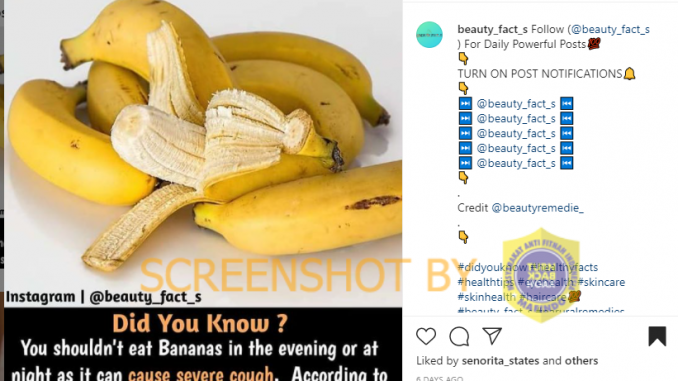 beauty_fact_s Follow (@beauty_fact_s
) For Daily Powerful Posts
TURN ON POST NOTIFICATIONS
@beauty_fact_s
@beauty_fact_s
@beauty_fact_s
@beauty_fact_s
@beauty_fact_s
.
Credit @beautyremedie_
.
#didyouknow #healthyfacts
#healthtips #eyehealth #skincare
#skinhealth #haircare
#beauty_fact_s #naturalremedies
Liked by senorita_states and others
6 DAYS AGO
SCREENSHOT BY
Instagram | @beauty_fact_s
Did You Know ?
You shouldn't eat Bananas in the evening or at
night as it can cause severe cough. According to